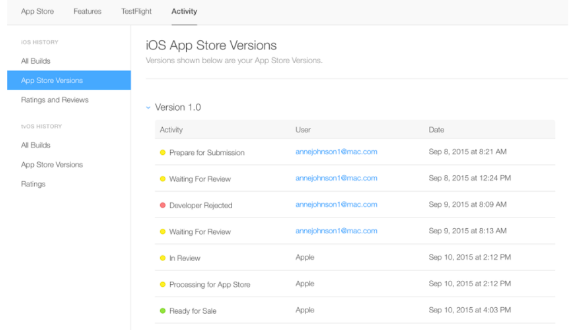 App Store Features TestFlight Activity
iOS HISTORY
All Builds
App Store Versions
Ratings and Reviews
tvOS HISTORY
All Builds
App Store Versions
Ratings
iOS App Store Versions
Versions shown below are your App Store Versions.
Version 1.0
Activity User Date
Prepare for Submission annejohnson1@mac.com Sep 8, 2015 at 8:21 AM
Waiting For Review annejohnson1@mac.com Sep 8, 2015 at 12:24 PM
Developer Rejected annejohnson1@mac.com Sep 9, 2015 at 8:09 AM
Waiting For Review annejohnson1@mac.com Sep 9, 2015 at 8:13 AM
In Review Apple Sep 10, 2015 at 2:12 PM
Processing for App Store Apple Sep 10, 2015 at 2:12 PM
Ready for Sale Apple Sep 10, 2015 at 4:03 PM